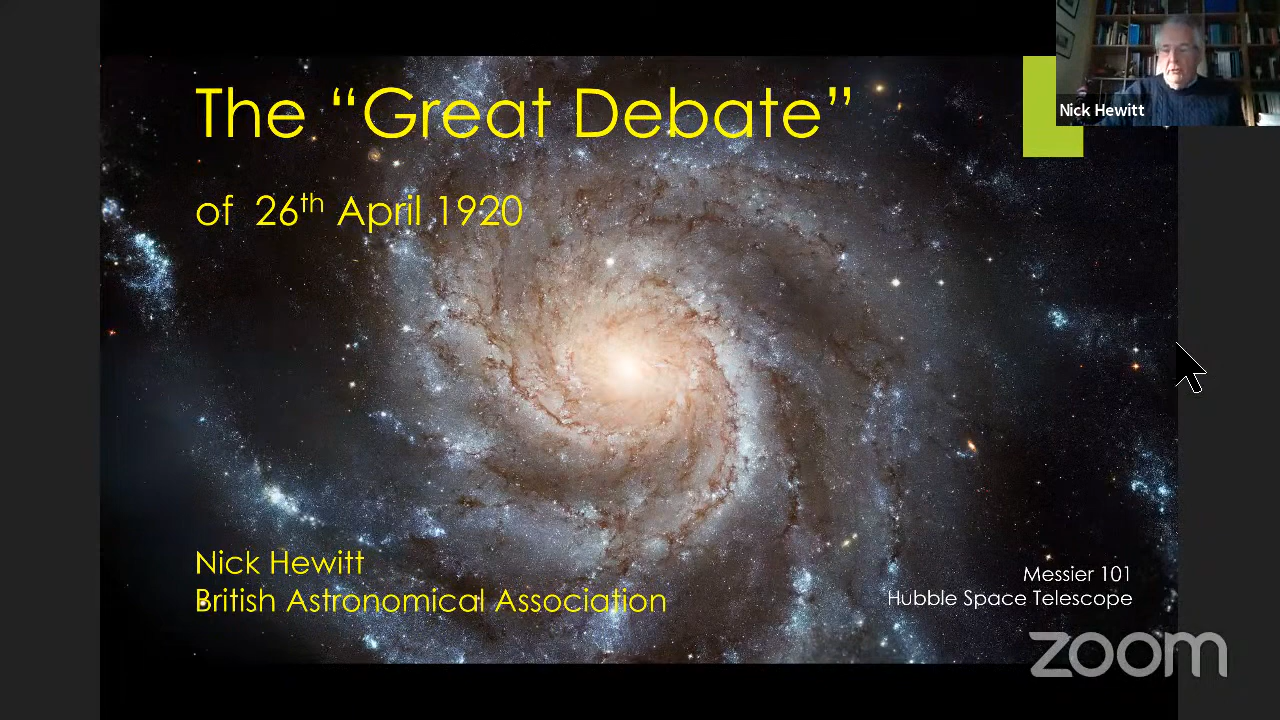 The “Great Debate”
of 26th April 1920
Nick Hewitt
Nick Hewitt
British Astronomical Association
Messier 101
Hubble Space Telescope
zoom